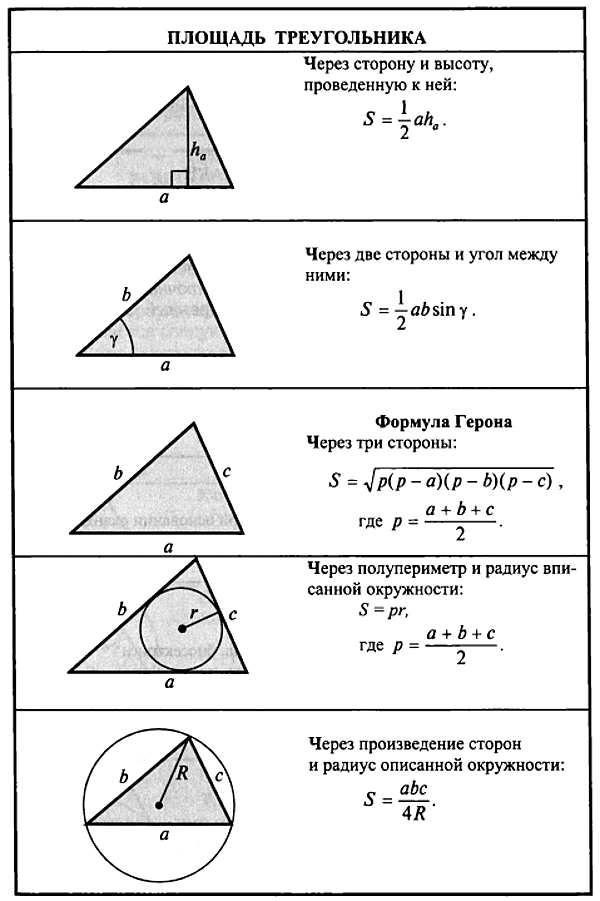 ПЛОЩАДЬ ТРЕУГОЛЬНИКА
Через сторону и высоту,
проведенную к ней:
S = 1/2 ahₐ.
hₐ
a
Через две стороны и угол между
ними:
S = 1/2 ab sin γ.
b
γ
a
Формула Герона
Через три стороны:
S = √p(p – a)(p – b)(p – c),
где p = a + b + c / 2.
b
c
a
Через полупериметр и радиус впи-
санной окружности:
S = pr,
где p = a + b + c / 2.
b
r
c
a
Через произведение сторон
и радиус описанной окружности:
S = abc / 4R.
b
R
c
a